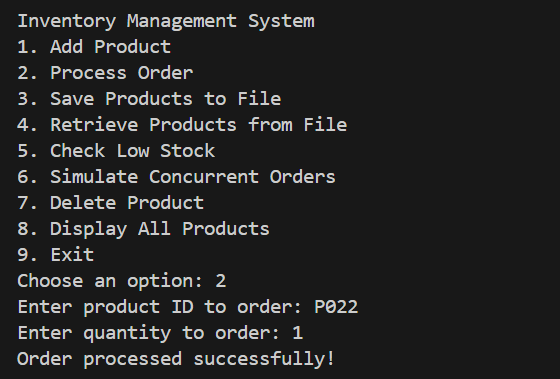 Inventory Management System
1. Add Product
2. Process Order
3. Save Products to File
4. Retrieve Products from File
5. Check Low Stock
6. Simulate Concurrent Orders
7. Delete Product
8. Display All Products
9. Exit
Choose an option: 2
Enter product ID to order: P022
Enter quantity to order: 1
Order processed successfully!